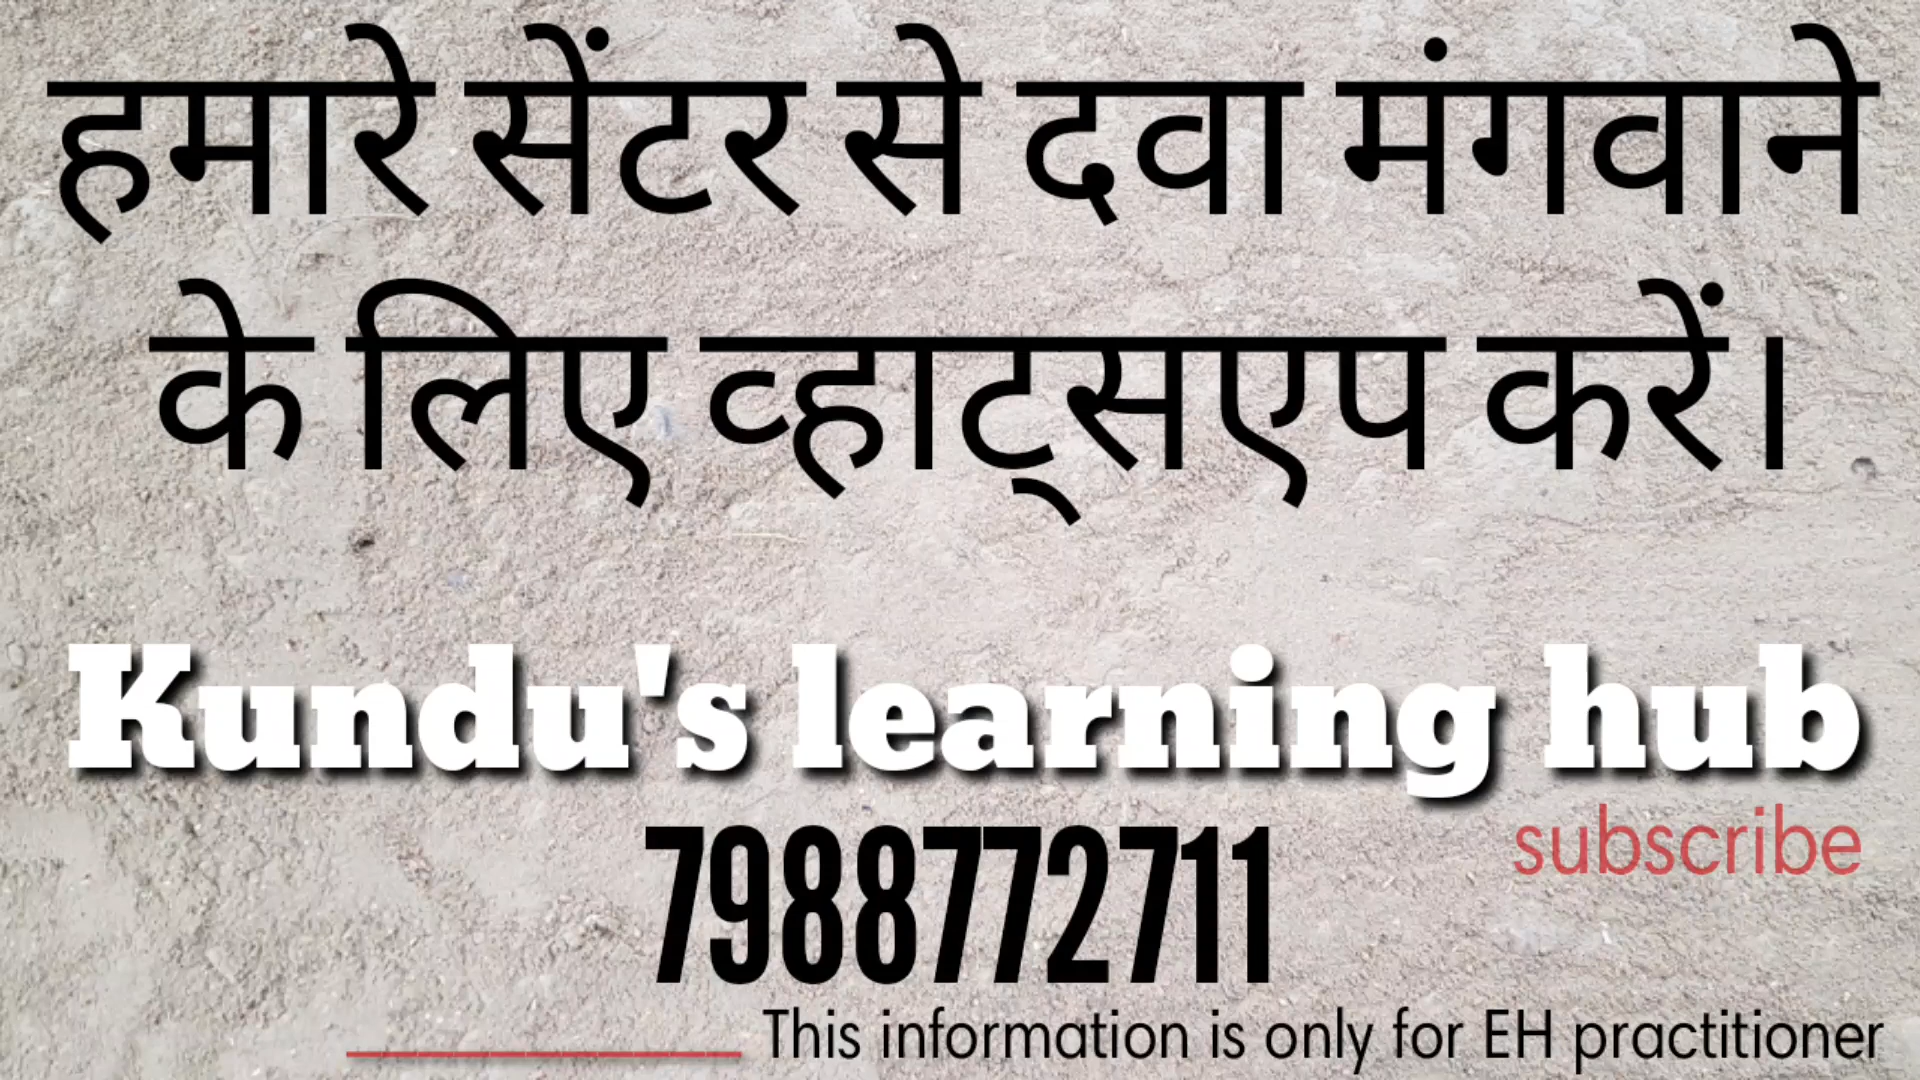 हमारे सेंटर से दवा मंगवाने
के लिए व्हाट्सएप करें।
Kundu's learning hub
subscribe
7988772711
This information is only for EH practitioner